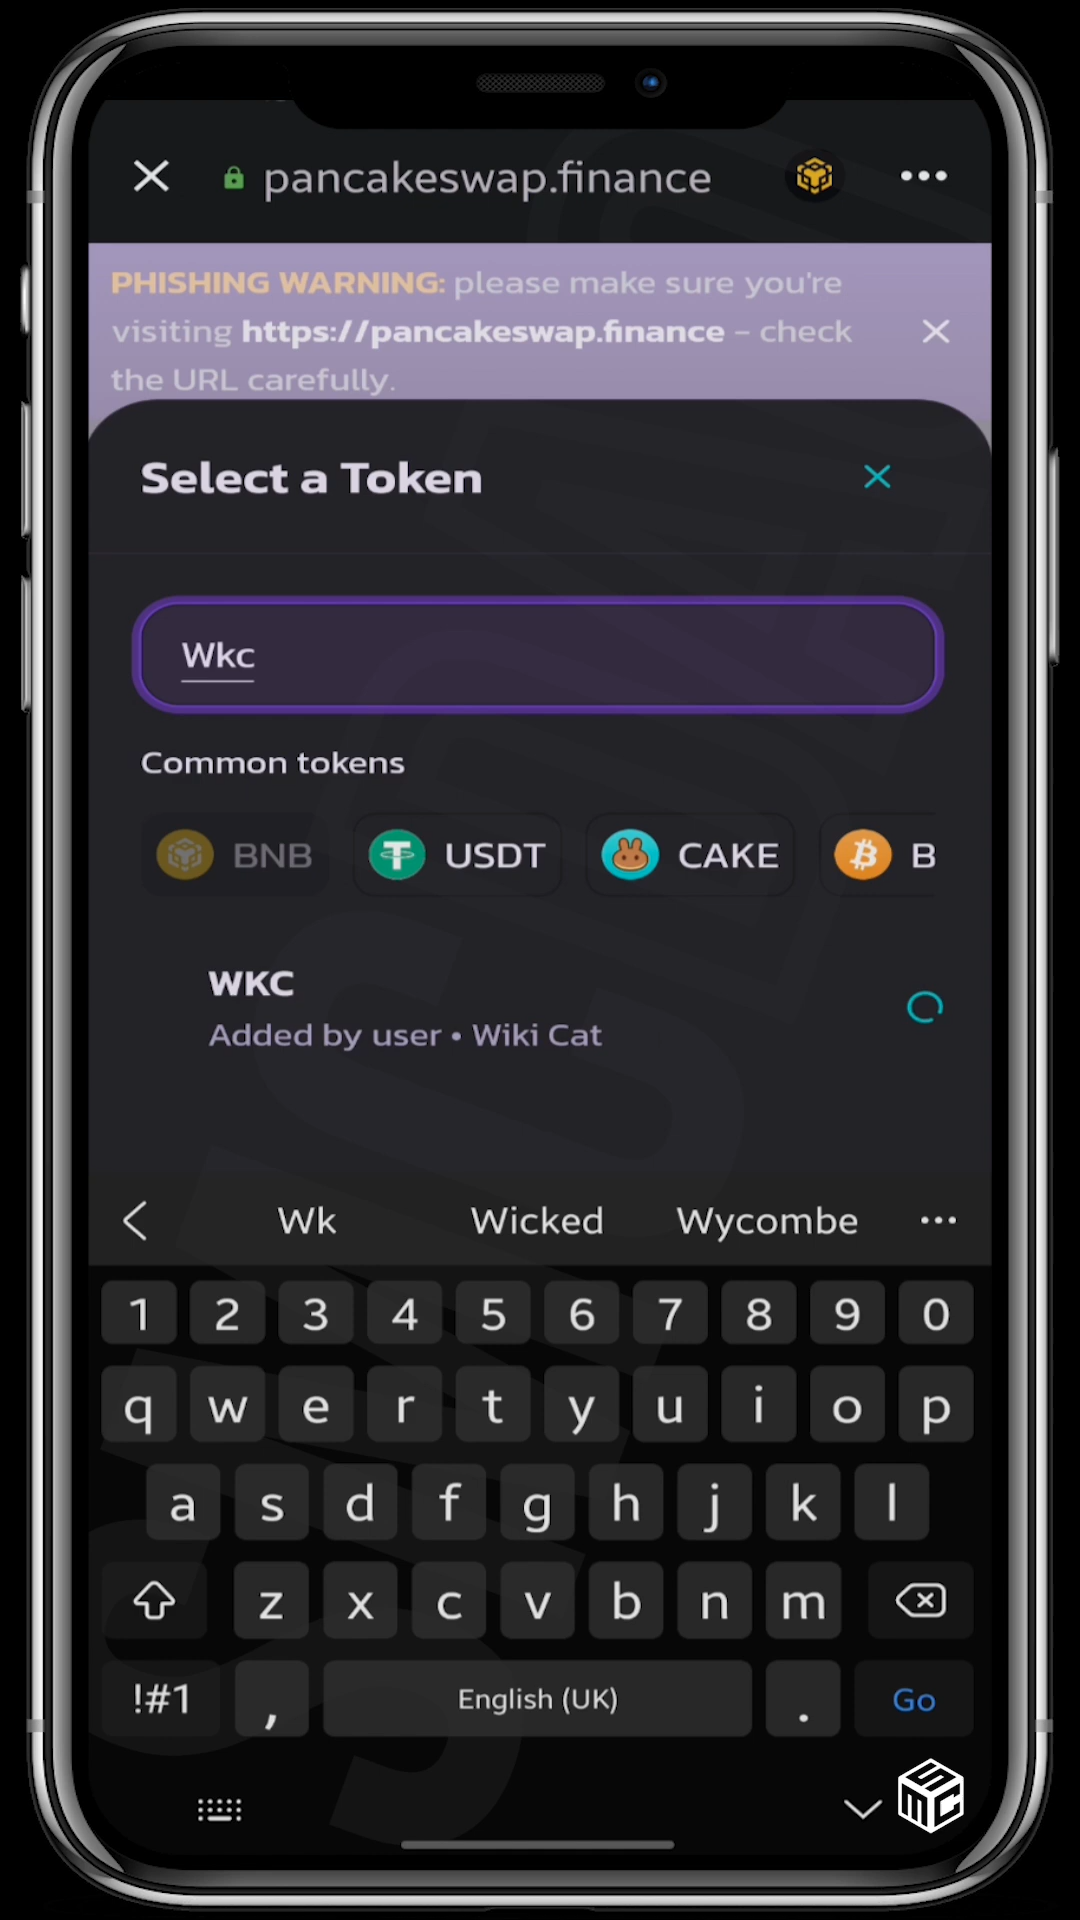 pancakeswap.finance
PHISHING WARNING: please make sure you're
visiting https://pancakeswap.finance - check
the URL carefully.
Select a Token
Wkc
Common tokens
BNB USDT CAKE B
WKC
Added by user • Wiki Cat
Wk Wicked Wycombe
1 2 3 4 5 6 7 8 9 0
q w e r t y u i o p
a s d f g h j k l
z x c v b n m
!#1 , English (UK) . Go
SMC